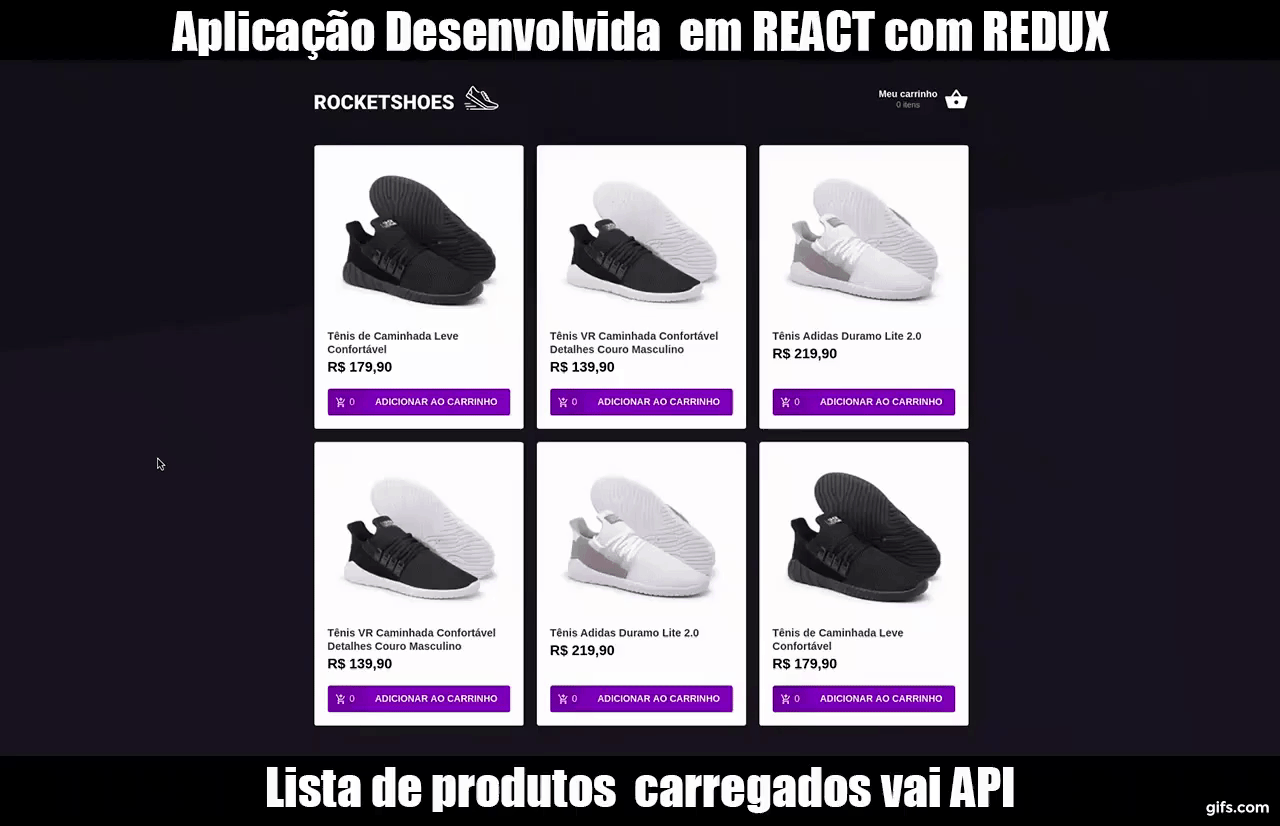 Aplicação Desenvolvida em REACT com REDUX
ROCKETSHOES
Meu carrinho
0 itens
Tênis de Caminhada Leve
Confortável
R$ 179,90
0 ADICIONAR AO CARRINHO
Tênis VR Caminhada Confortável
Detalhes Couro Masculino
R$ 139,90
0 ADICIONAR AO CARRINHO
Tênis Adidas Duramo Lite 2.0
R$ 219,90
0 ADICIONAR AO CARRINHO
Tênis VR Caminhada Confortável
Detalhes Couro Masculino
R$ 139,90
0 ADICIONAR AO CARRINHO
Tênis Adidas Duramo Lite 2.0
R$ 219,90
0 ADICIONAR AO CARRINHO
Tênis de Caminhada Leve
Confortável
R$ 179,90
0 ADICIONAR AO CARRINHO
Lista de produtos carregados vai API
gifs.com